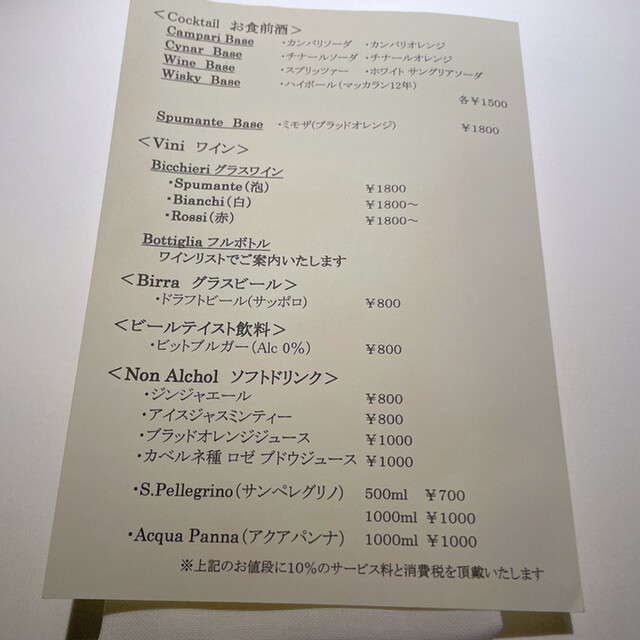 ＜Cocktail お食前酒＞
Campari Base ・カンパリソーダ ・カンパリオレンジ
Cynar Base ・チナールソーダ ・チナールオレンジ
Wine Base ・スプリッツァー ・ホワイト サングリアソーダ
Wisky Base ・ハイボール（マッカラン12年）
各￥1500
Spumante Base ・ミモザ(ブラッドオレンジ） ￥1800
＜Vini ワイン＞
Bicchieri グラスワイン
・Spumante（泡） ￥1800
・Bianchi（白） ￥1800～
・Rossi（赤） ￥1800～
Bottiglia フルボトル
ワインリストでご案内いたします
＜Birra グラスビール＞
・ドラフトビール（サッポロ） ￥800
＜ビールテイスト飲料＞
・ビットブルガー（Alc 0％） ￥800
＜Non Alchol ソフトドリンク＞
・ジンジャエール ￥800
・アイスジャスミンティー ￥800
・ブラッドオレンジジュース ￥1000
・カベルネ種 ロゼ ブドウジュース ￥1000
・S.Pellegrino（サンペレグリノ） 500ml ￥700
1000ml ￥1000
・Acqua Panna（アクアパンナ） 1000ml ￥1000
※上記のお値段に10％のサービス料と消費税を頂戴いたします